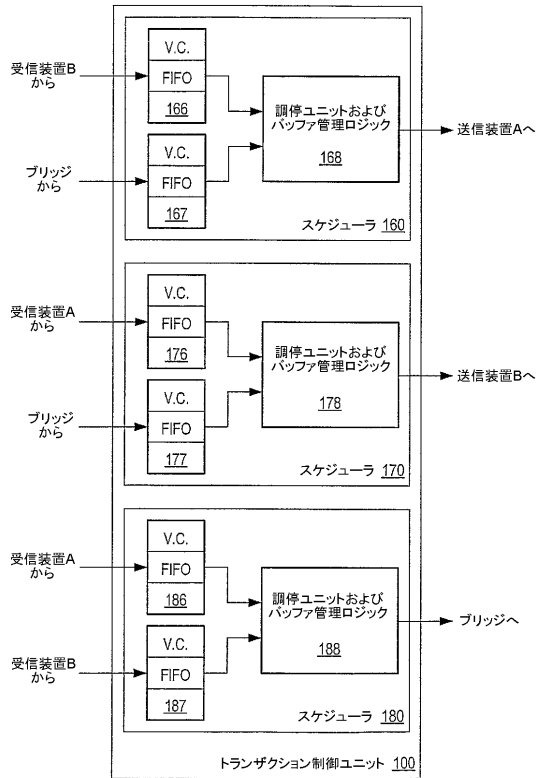 受信装置B
から
V.C.
FIFO
166
ブリッジ
から
V.C.
FIFO
167
調停ユニットおよび
バッファ管理ロジック
168
送信装置Aへ
スケジューラ 160
受信装置A
から
V.C.
FIFO
176
ブリッジ
から
V.C.
FIFO
177
調停ユニットおよび
バッファ管理ロジック
178
送信装置Bへ
スケジューラ 170
受信装置A
から
V.C.
FIFO
186
受信装置B
から
V.C.
FIFO
187
調停ユニットおよび
バッファ管理ロジック
188
ブリッジへ
スケジューラ 180
トランザクション制御ユニット 100